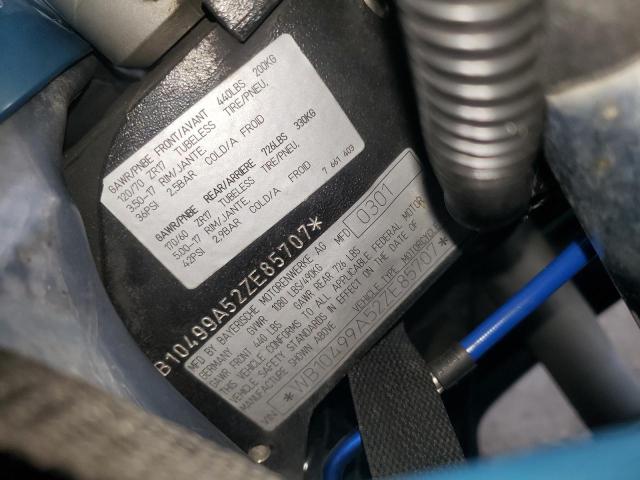 GAWR/PNBE FRONT/AVANT 440LBS 200KG
120/70 ZR17 TUBELESS TIRE/PNEU.
3.50-17 RIM/JANTE.
36PSI 2,5BAR COLD/A FROID
GAWR/PNBE REAR/ARRIERE 726LBS 330KG
170/60 ZR17 TUBELESS TIRE/PNEU.
5.00-17 RIM/JANTE.
42PSI 2,9BAR COLD/A FROID
7 661 409
B10499A52ZE85707*
MFD BY BAYERISCHE MOTORENWERKE AG MFD 0301
GERMANY GVWR 1080 LBS/490KG
GAWR FRONT 440 LBS GAWR REAR 726 LBS
THIS VEHICLE CONFORMS TO ALL APPLICABLE FEDERAL MOTOR
VEHICLE SAFETY STANDARDS IN EFFECT ON THE DATE OF
MANUFACTURE SHOWN ABOVE VEHICLE TYPE MOTORCYCLE
VIN *WB10499A52ZE85707*